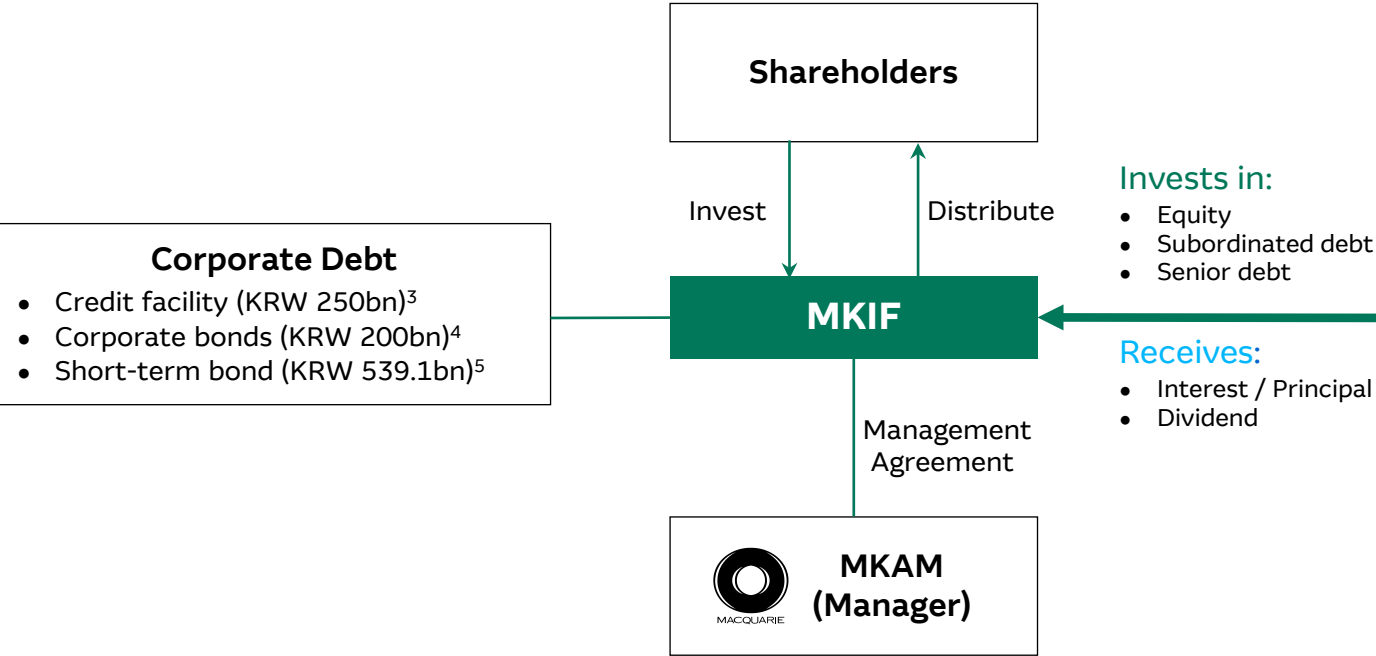 Shareholders
Invest
Distribute
Invests in:
• Equity
• Subordinated debt
• Senior debt
Corporate Debt
• Credit facility (KRW 250bn)³
• Corporate bonds (KRW 200bn)⁴
• Short-term bond (KRW 539.1bn)⁵
MKIF
Receives:
• Interest / Principal
• Dividend
Management
Agreement
MKAM
(Manager)
MACQUARIE